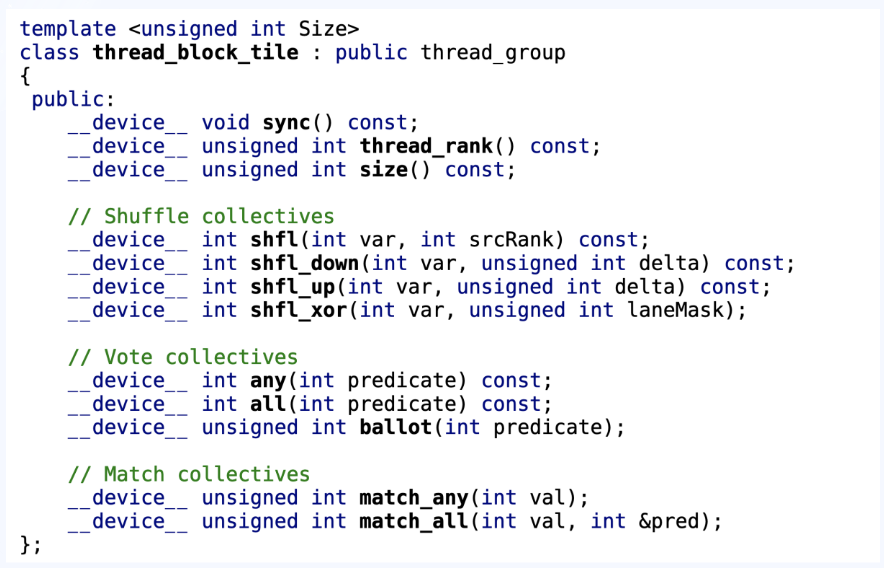 template <unsigned int Size>
class thread_block_tile : public thread_group
{
 public:
    __device__ void sync() const;
    __device__ unsigned int thread_rank() const;
    __device__ unsigned int size() const;

    // Shuffle collectives
    __device__ int shfl(int var, int srcRank) const;
    __device__ int shfl_down(int var, unsigned int delta) const;
    __device__ int shfl_up(int var, unsigned int delta) const;
    __device__ int shfl_xor(int var, unsigned int laneMask);

    // Vote collectives
    __device__ int any(int predicate) const;
    __device__ int all(int predicate) const;
    __device__ unsigned int ballot(int predicate);

    // Match collectives
    __device__ unsigned int match_any(int val);
    __device__ unsigned int match_all(int val, int &pred);
};